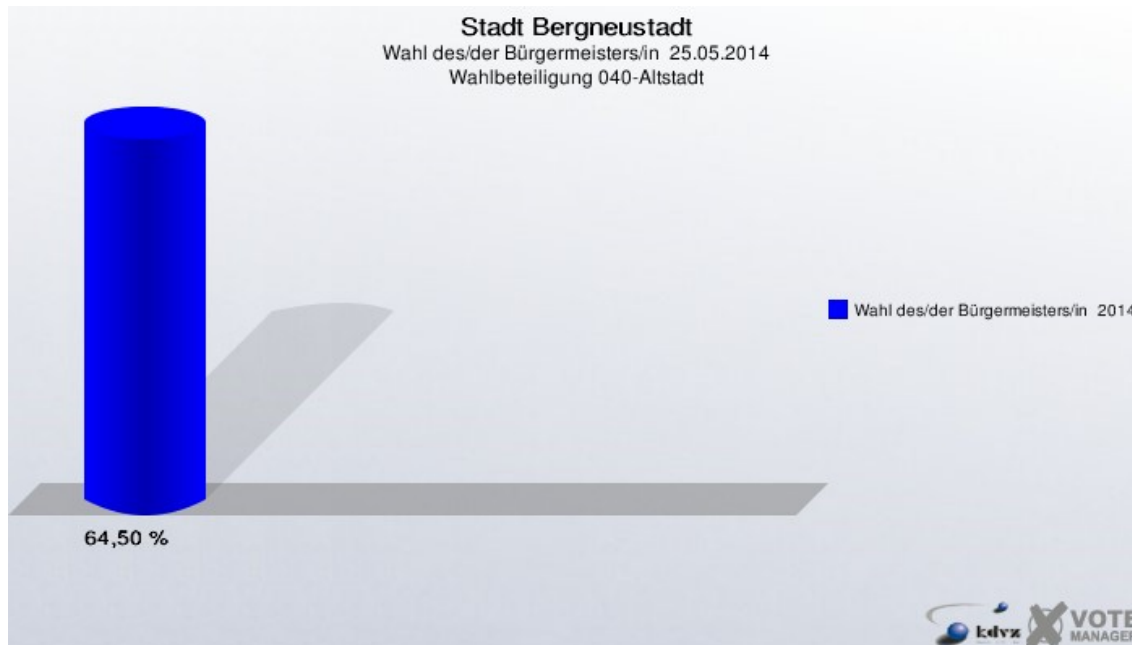 Stadt Bergneustadt
Wahl des/der Bürgermeisters/in 25.05.2014
Wahlbeteiligung 040-Altstadt
Wahl des/der Bürgermeisters/in 2014
64,50 %
kdvz
VOTE
MANAGER